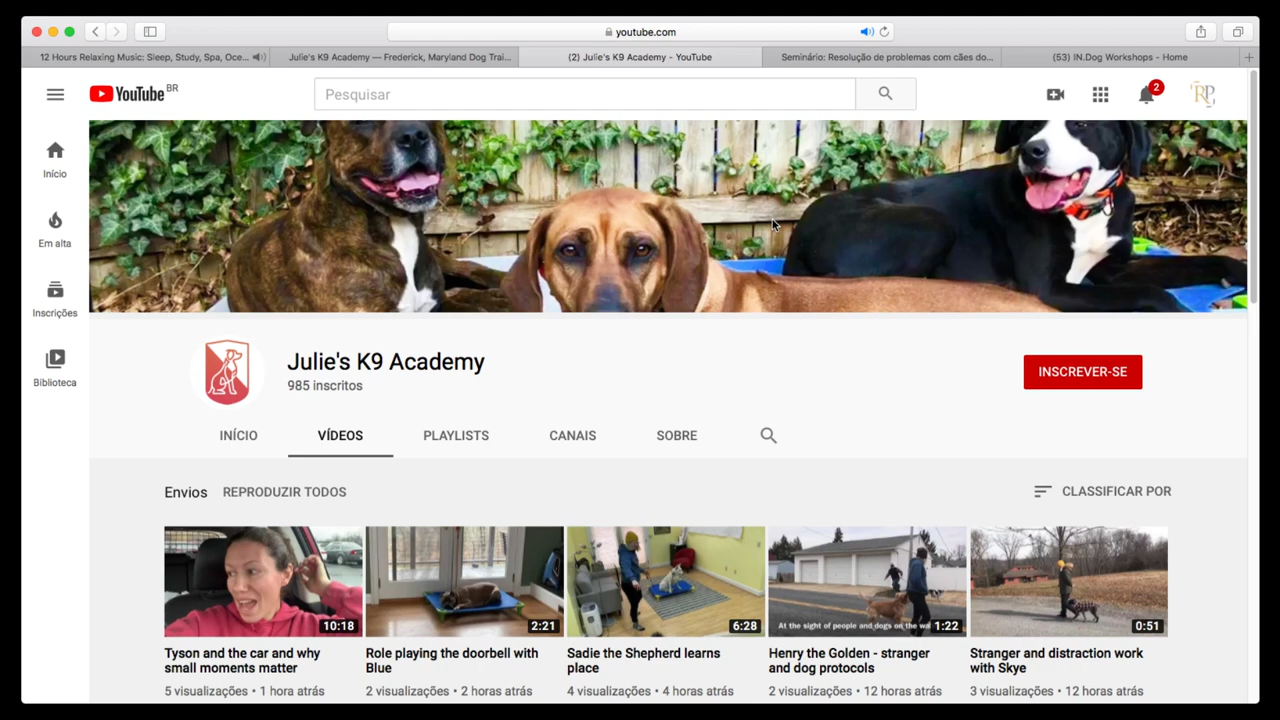 youtube.com
12 Hours Relaxing Music: Sleep, Study, Spa, Oce...
Julie's K9 Academy — Frederick, Maryland Dog Trai...
(2) Julie's K9 Academy - YouTube
Seminário: Resolução de problemas com cães do...
(53) IN.Dog Workshops - Home
YouTube BR
Pesquisar
2
RP
Início
Em alta
Inscrições
Biblioteca
Julie's K9 Academy
985 inscritos
INSCREVER-SE
INÍCIO VÍDEOS PLAYLISTS CANAIS SOBRE
Envios REPRODUZIR TODOS CLASSIFICAR POR
10:18
2:21
6:28
At the sight of people and dogs on the wal
1:22
0:51
Tyson and the car and why
small moments matter
5 visualizações • 1 hora atrás
Role playing the doorbell with
Blue
2 visualizações • 2 horas atrás
Sadie the Shepherd learns
place
4 visualizações • 4 horas atrás
Henry the Golden - stranger
and dog protocols
2 visualizações • 12 horas atrás
Stranger and distraction work
with Skye
3 visualizações • 12 horas atrás